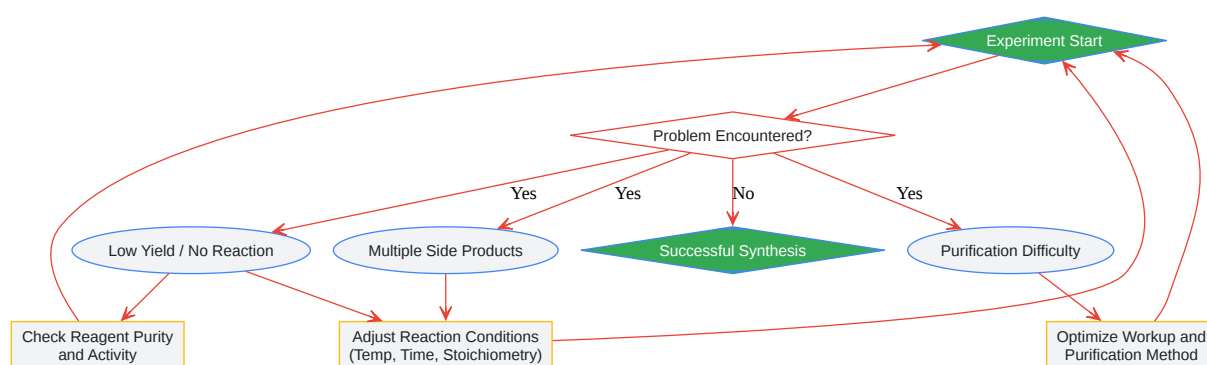 Experiment Start
Problem Encountered?
Yes
Yes
No
Yes
Low Yield / No Reaction
Multiple Side Products
Successful Synthesis
Purification Difficulty
Check Reagent Purity
and Activity
Adjust Reaction Conditions
(Temp, Time, Stoichiometry)
Optimize Workup and
Purification Method